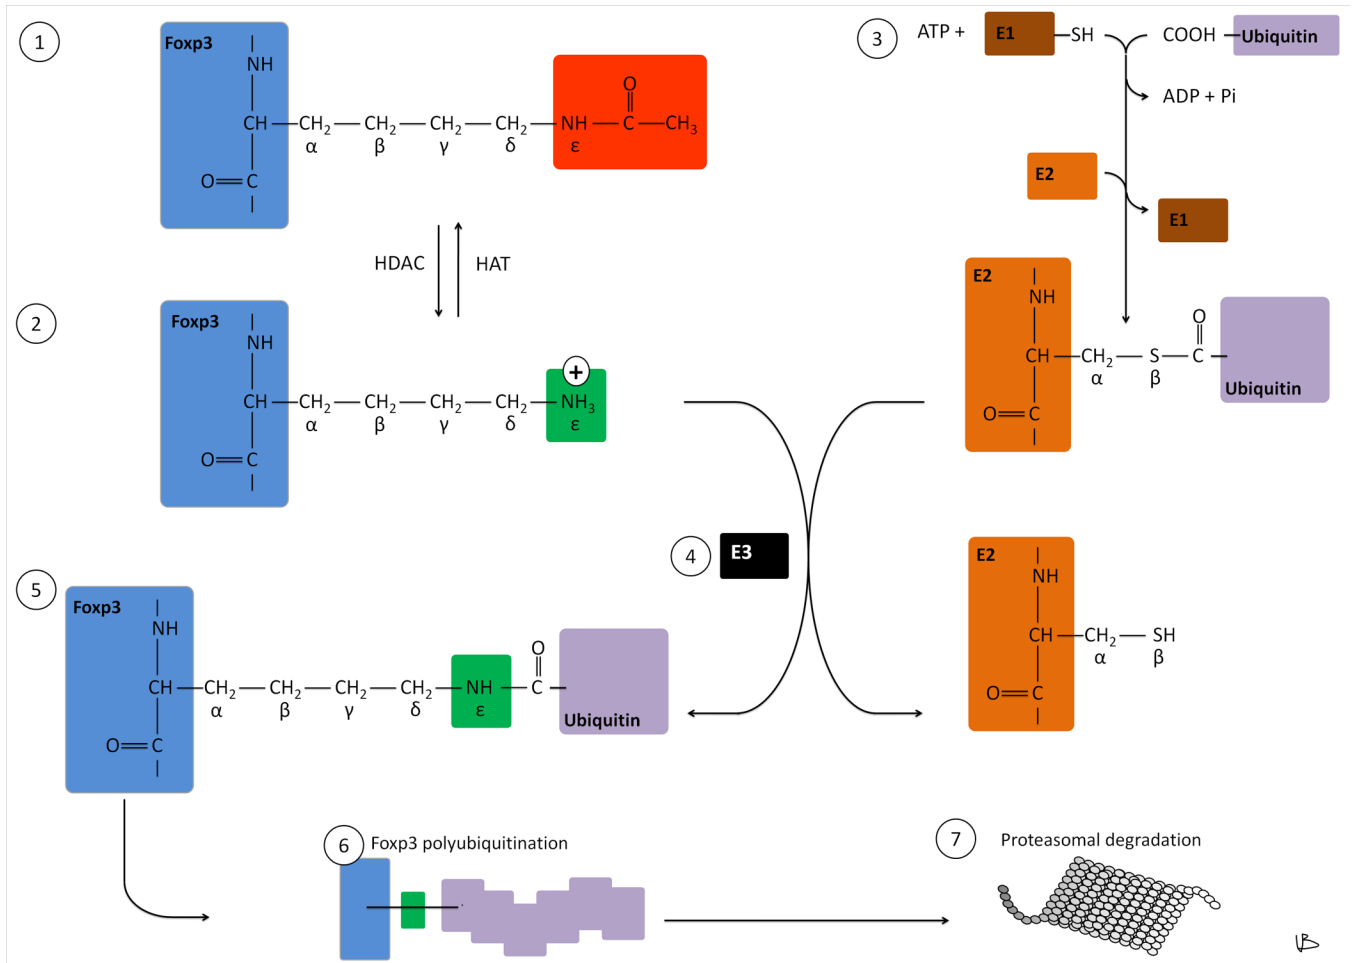 1
Foxp3
NH
CH—CH₂—CH₂—CH₂—CH₂—NH—C—CH₃
O
α β γ δ ε
O=C
HDAC HAT
2
Foxp3
NH
+
CH—CH₂—CH₂—CH₂—CH₂—NH₃
α β γ δ ε
O=C
3
ATP + E1—SH COOH—Ubiquitin
ADP + Pi
E2
E1
E2
NH
O
CH—CH₂—S—C—
α β
Ubiquitin
O=C
4
E3
E2
NH
CH—CH₂—SH
α β
O=C
5
Foxp3
NH
O
CH—CH₂—CH₂—CH₂—CH₂—NH—C—
α β γ δ ε
Ubiquitin
O=C
6
Foxp3 polyubiquitination
7
Proteasomal degradation